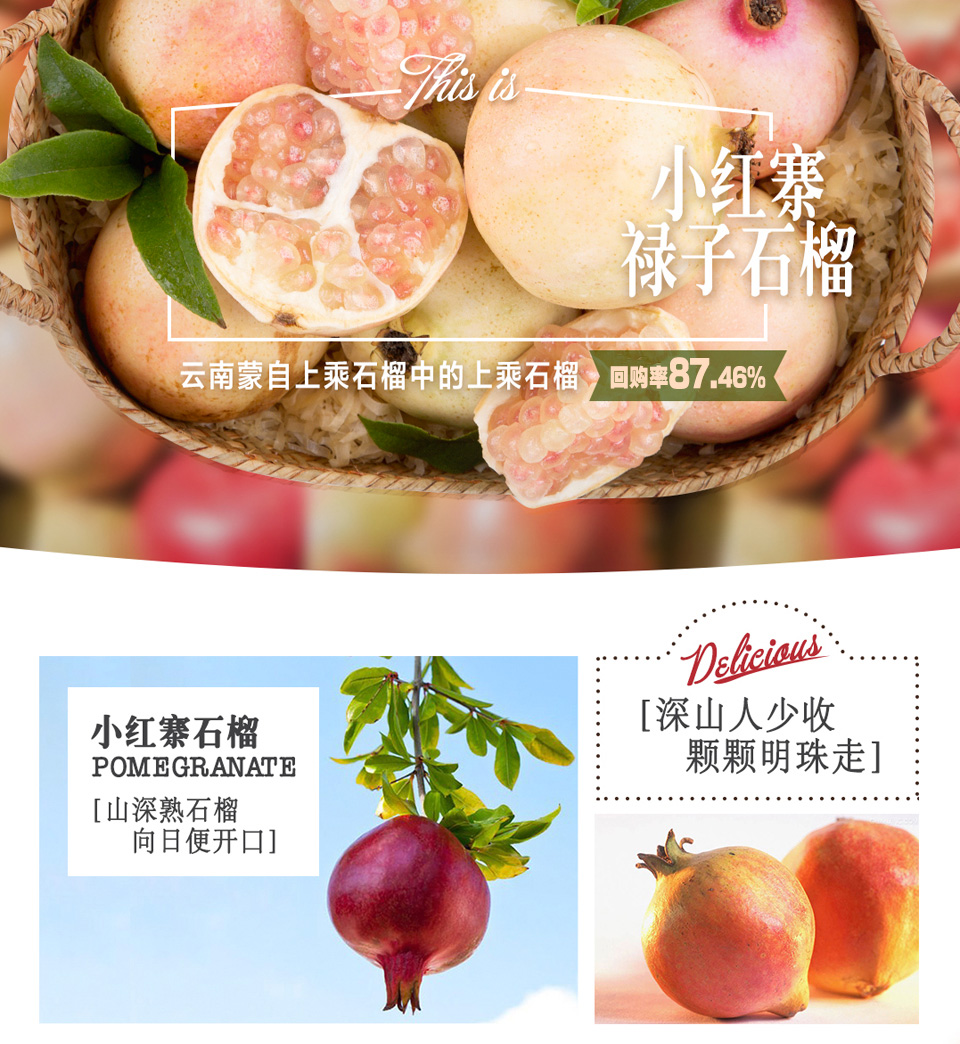 This is
小红寨
禄子石榴
云南蒙自上乘石榴中的上乘石榴
回购率87.46%
Delicious
[深山人少收
颗颗明珠走]
小红寨石榴
POMEGRANATE
[山深熟石榴
向日便开口]